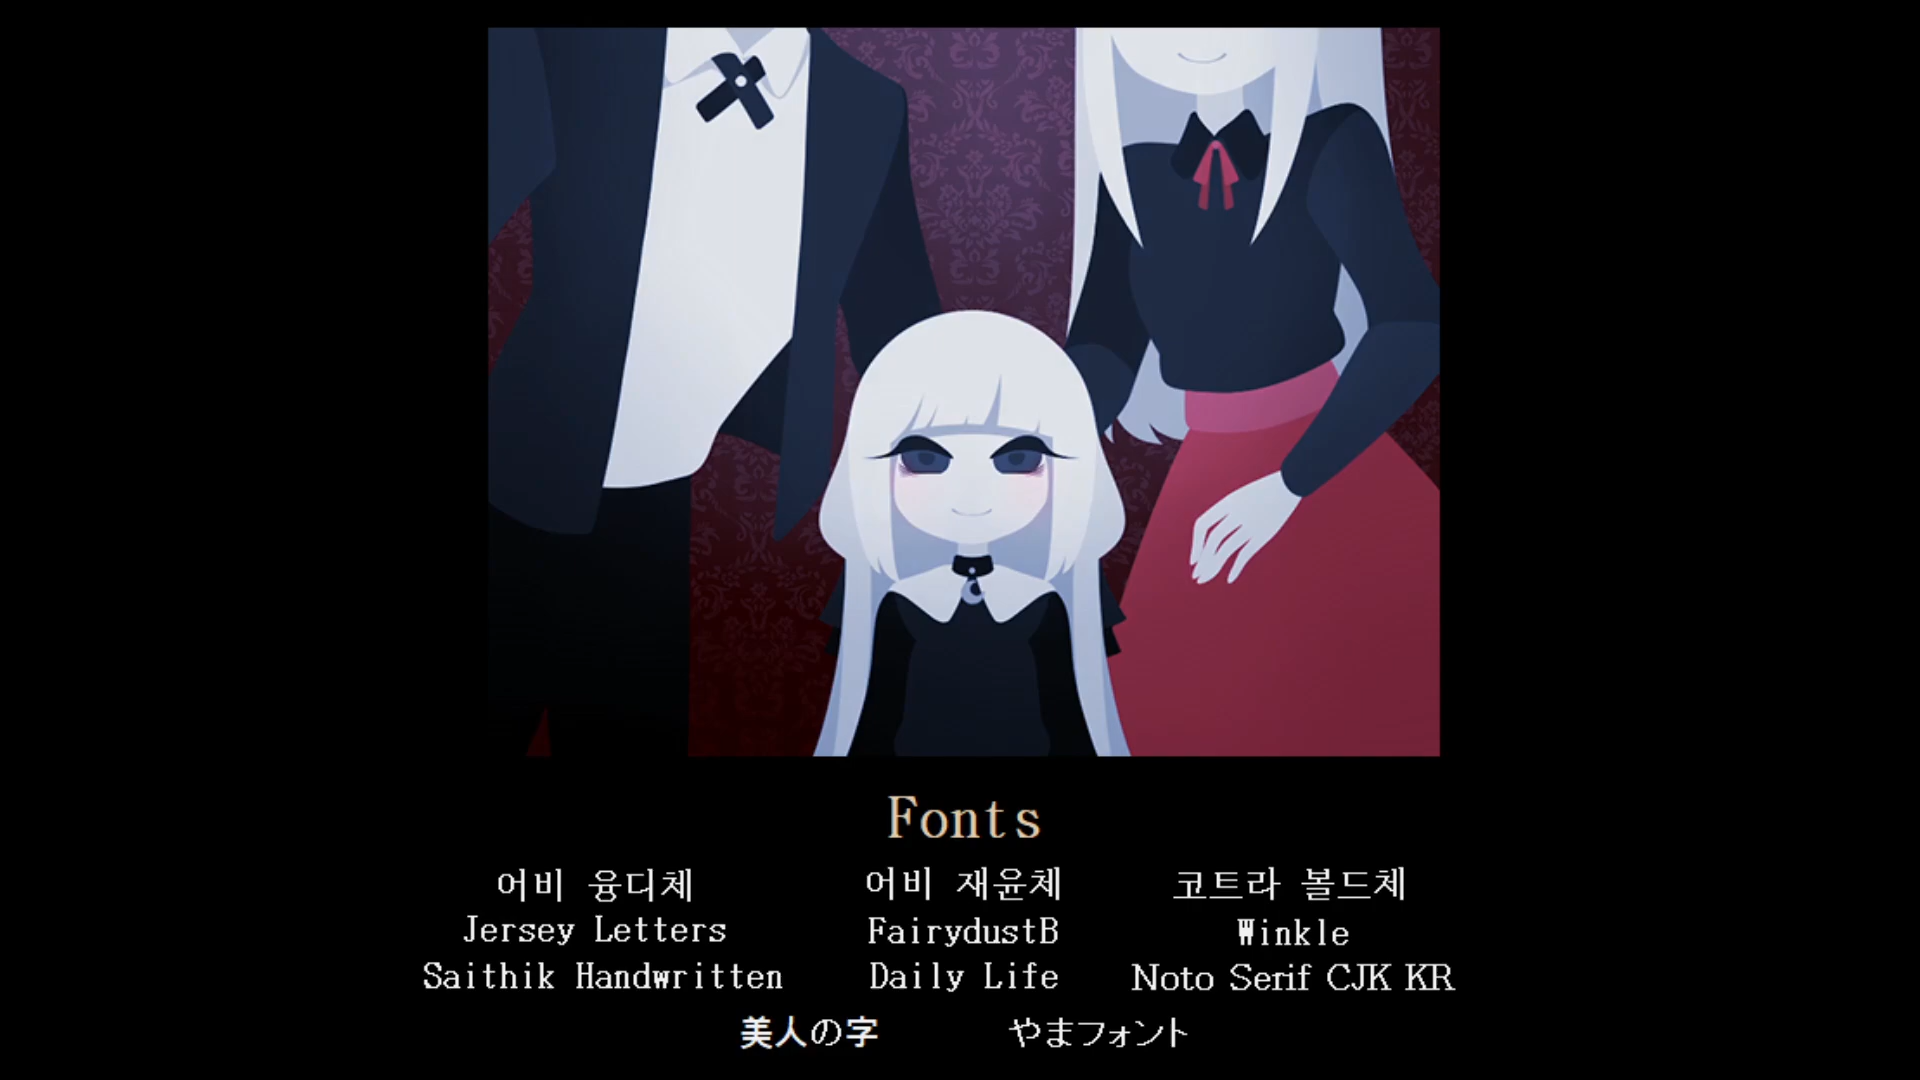 Fonts
어비 융디체 어비 재윤체 코트라 볼드체
Jersey Letters FairydustB Winkle
Saithik Handwritten Daily Life Noto Serif CJK KR
美人の字 やまフォント